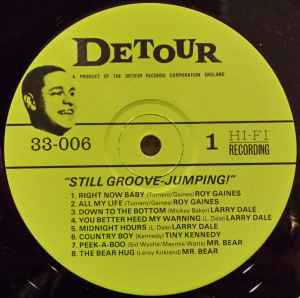 DETOUR
A PRODUCT OF THE DETOUR RECORDS CORPORATION ENGLAND
33-006
1
HI-FI
RECORDING
"STILL GROOVE-JUMPING!"
1. RIGHT NOW BABY (Turrero/Gaines) ROY GAINES
2. ALL MY LIFE (Turrero/Gaines) ROY GAINES
3. DOWN TO THE BOTTOM (Mickey Baker) LARRY DALE
4. YOU BETTER HEED MY WARNING (L. Dale) LARRY DALE
5. MIDNIGHT HOURS (L. Dale) LARRY DALE
6. COUNTRY BOY (Kennedy) TINY KENNEDY
7. PEEK-A-BOO (Sid Wyche/ MR. BEAR
8. THE BEAR HUG (Leroy Kirkland) MR. BEAR